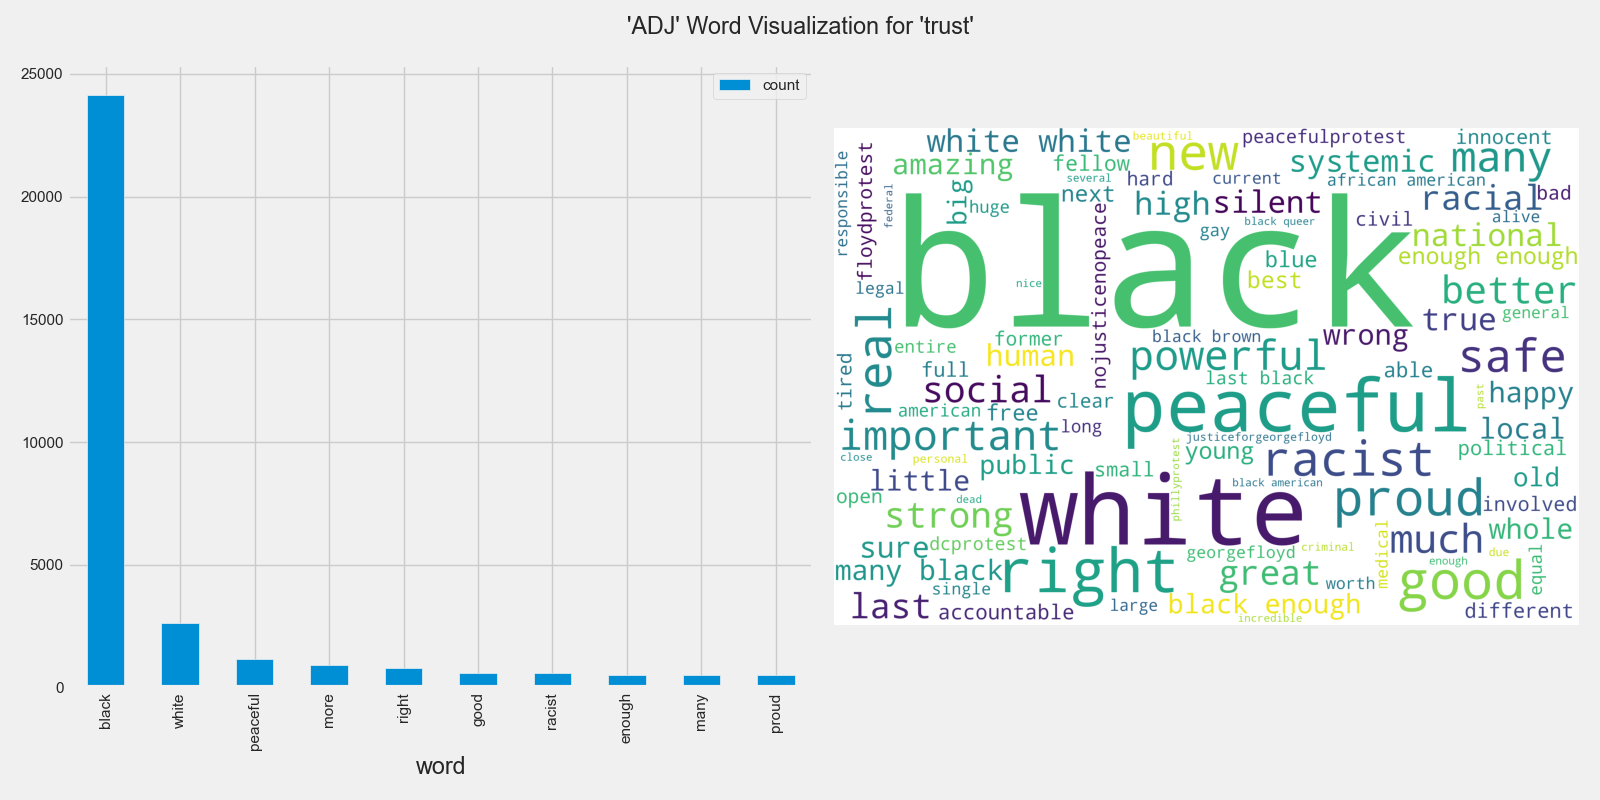 'ADJ' Word Visualization for 'trust'
25000
20000
15000
10000
5000
0
count
black
white
peaceful
more
right
good
racist
enough
many
proud
word
white white
beautiful
new
peacefulprotest
innocent
amazing
fellow
systemic
many
responsible
floydprotest
federal
big
huge
several
next
hard
current
african american
racial
bad
high
silent
black queer
civil
alive
gay
national
enough enough
black
nojusticenopeace
blue
best
better
legal
nice
true
general
real
entire
former
human
black brown
wrong
powerful
safe
tired
full
last black
able
social
clear
peaceful
past
happy
american
free
important
long
justiceforgeorgefloyd
local
close
personal
public
small
phillyprotest
young
racist
political
little
white
black american
old
open
dead
proud
involved
strong
much
whole
sure
dcprotest
georgefloyd
criminal
medical
due
many black
right
great
enough
good
equal
single
worth
last
accountable
large
black enough
incredible
different